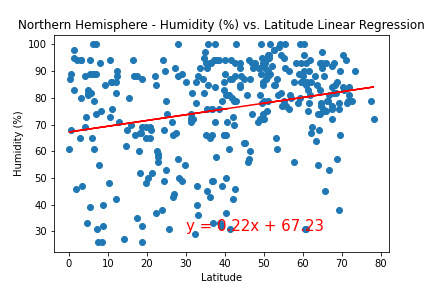 Northern Hemisphere - Humidity (%) vs. Latitude Linear Regression
100
90
80
70
60
50
40
30
Humidity (%)
y = 0.22x + 67.23
0 10 20 30 40 50 60 70 80
Latitude